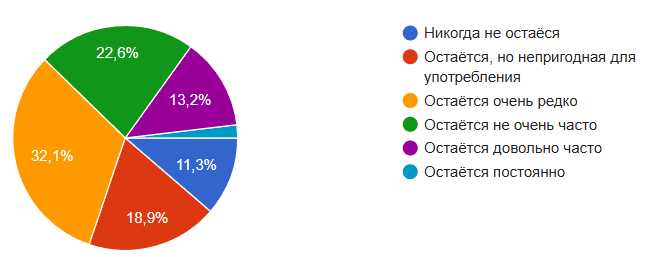 22,6%
13,2%
32,1%
11,3%
18,9%
Никогда не остаёся
Остаётся, но непригодная для
употребления
Остаётся очень редко
Остаётся не очень часто
Остаётся довольно часто
Остаётся постоянно